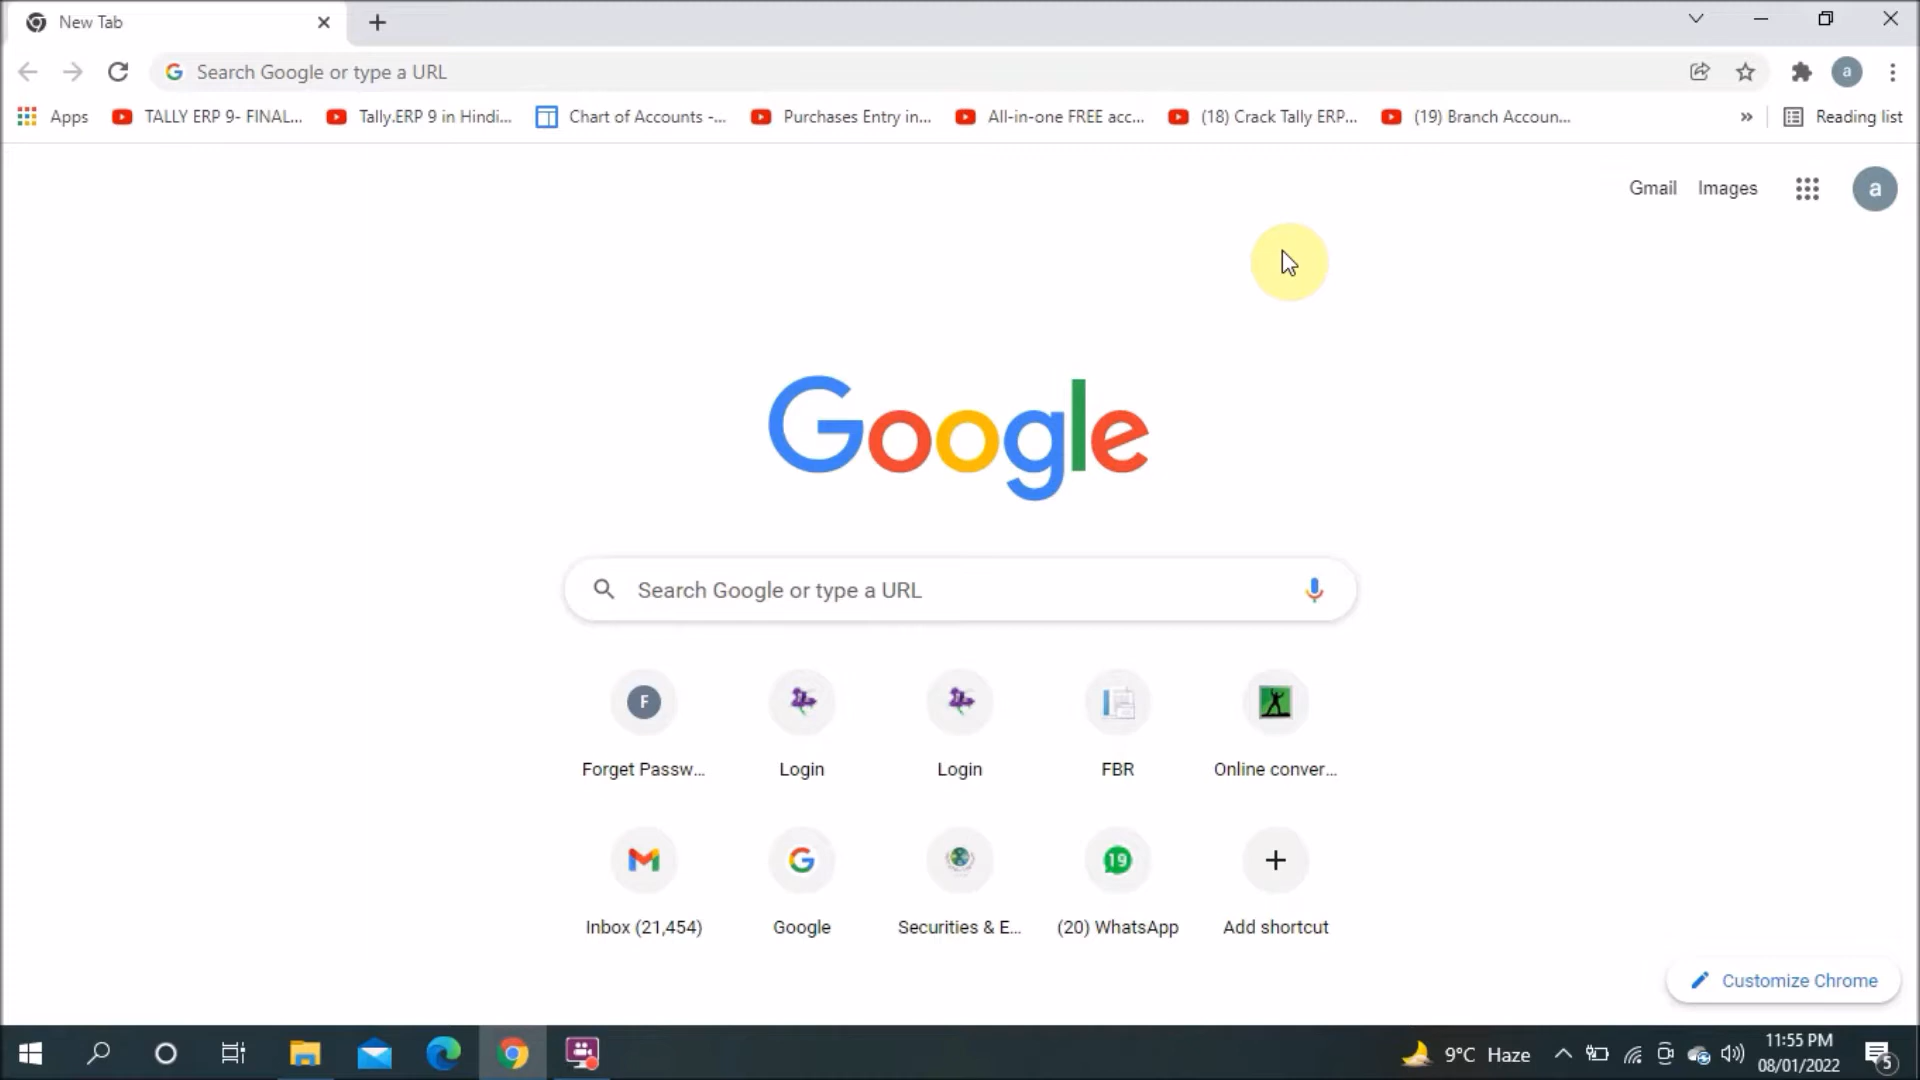 New Tab
Search Google or type a URL
Apps TALLY ERP 9- FINAL... Tally.ERP 9 in Hindi... Chart of Accounts -... Purchases Entry in... All-in-one FREE acc... (18) Crack Tally ERP... (19) Branch Accoun... » Reading list
Gmail Images a
Google
Search Google or type a URL
F
Forget Passw... Login Login FBR Online conver...
19
Inbox (21,454) Google Securities & E... (20) WhatsApp Add shortcut
Customize Chrome
9°C Haze
11:55 PM
08/01/2022
5